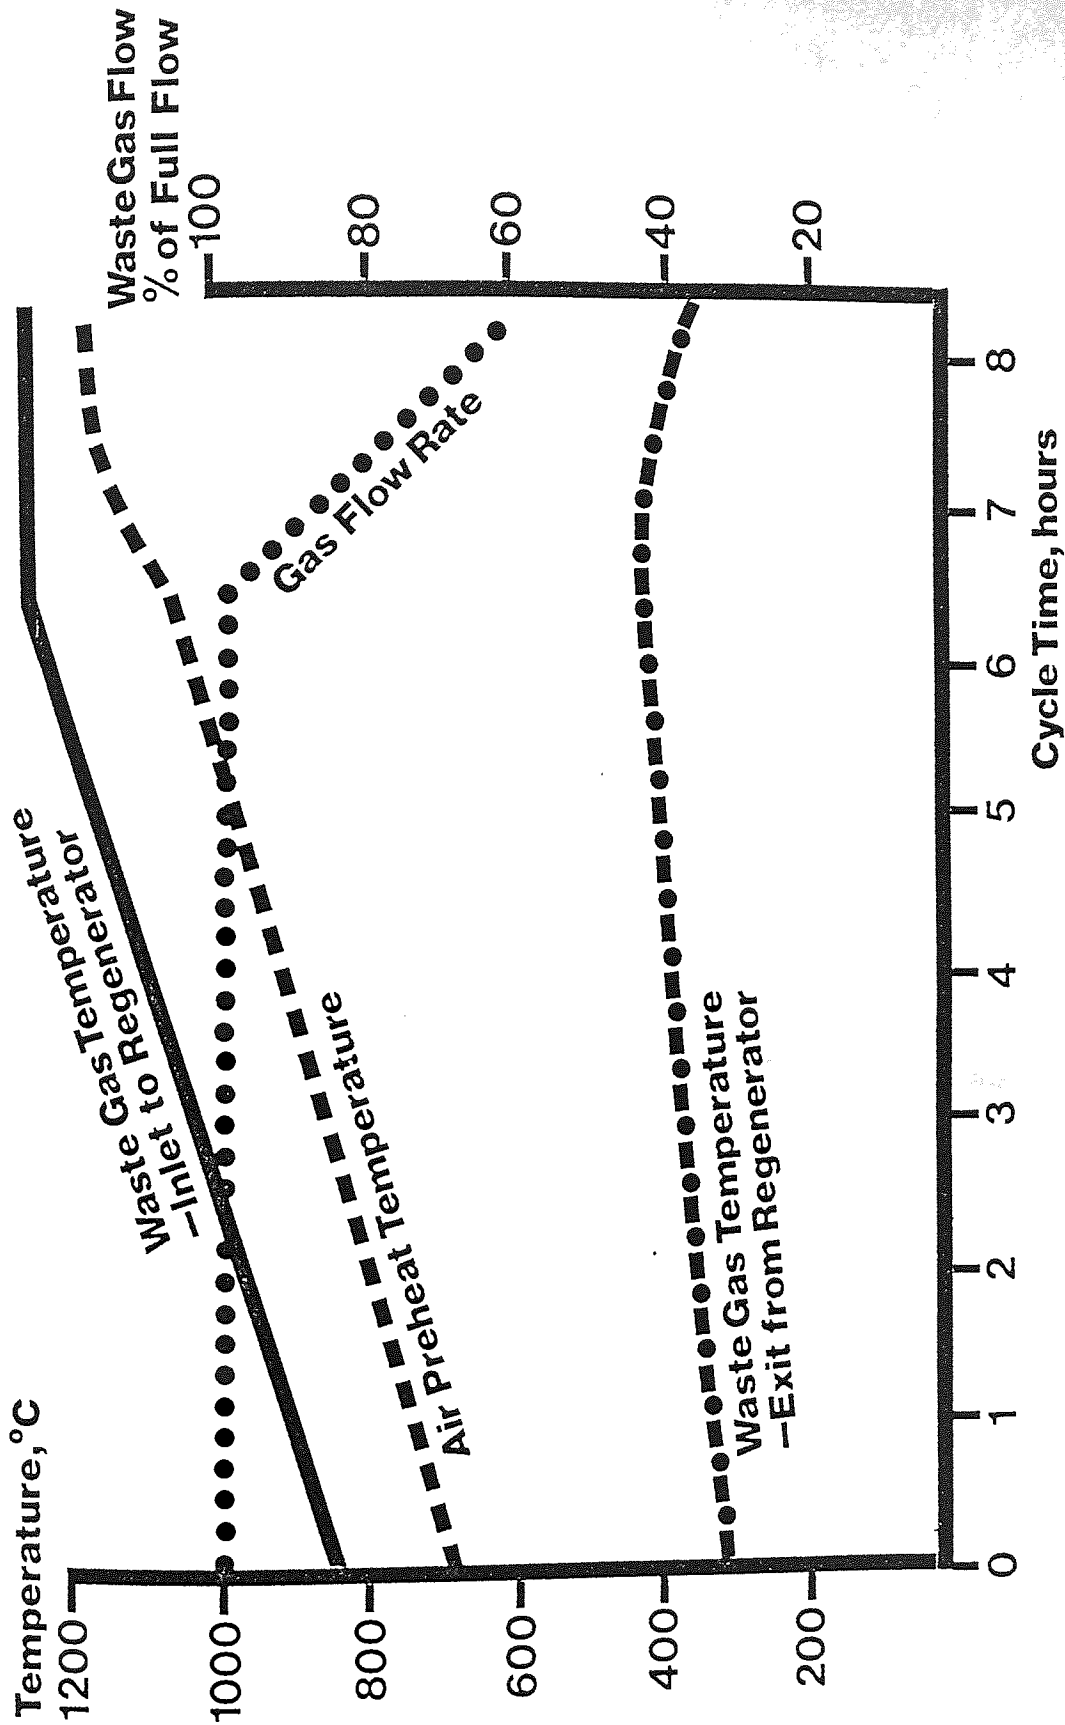 Temperature, °C
1200
1000
800
600
400
200
Waste Gas Flow
% of Full Flow
100
80
60
40
20
Waste Gas Temperature
–Inlet to Regenerator
Gas Flow Rate
Air Preheat Temperature
Waste Gas Temperature
–Exit from Regenerator
0 1 2 3 4 5 6 7 8
Cycle Time, hours